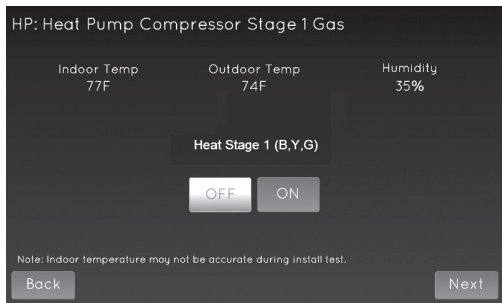 HP: Heat Pump Compressor Stage 1 Gas
Indoor Temp Outdoor Temp Humidity
77F 74F 35%
Heat Stage 1 (B,Y,G)
OFF ON
Note: Indoor temperature may not be accurate during install test.
Back Next